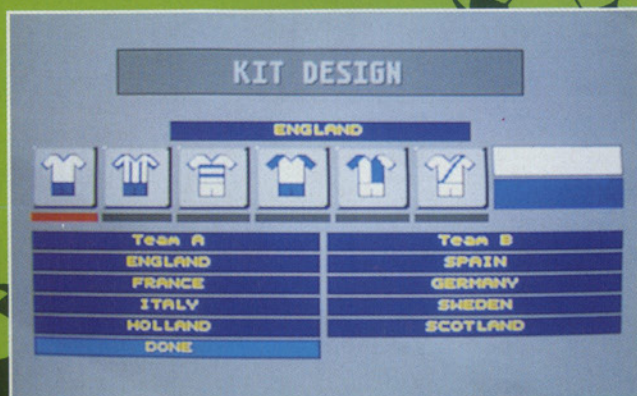 KIT DESIGN
ENGLAND
Team A Team B
ENGLAND SPAIN
FRANCE GERMANY
ITALY SWEDEN
HOLLAND SCOTLAND
DONE